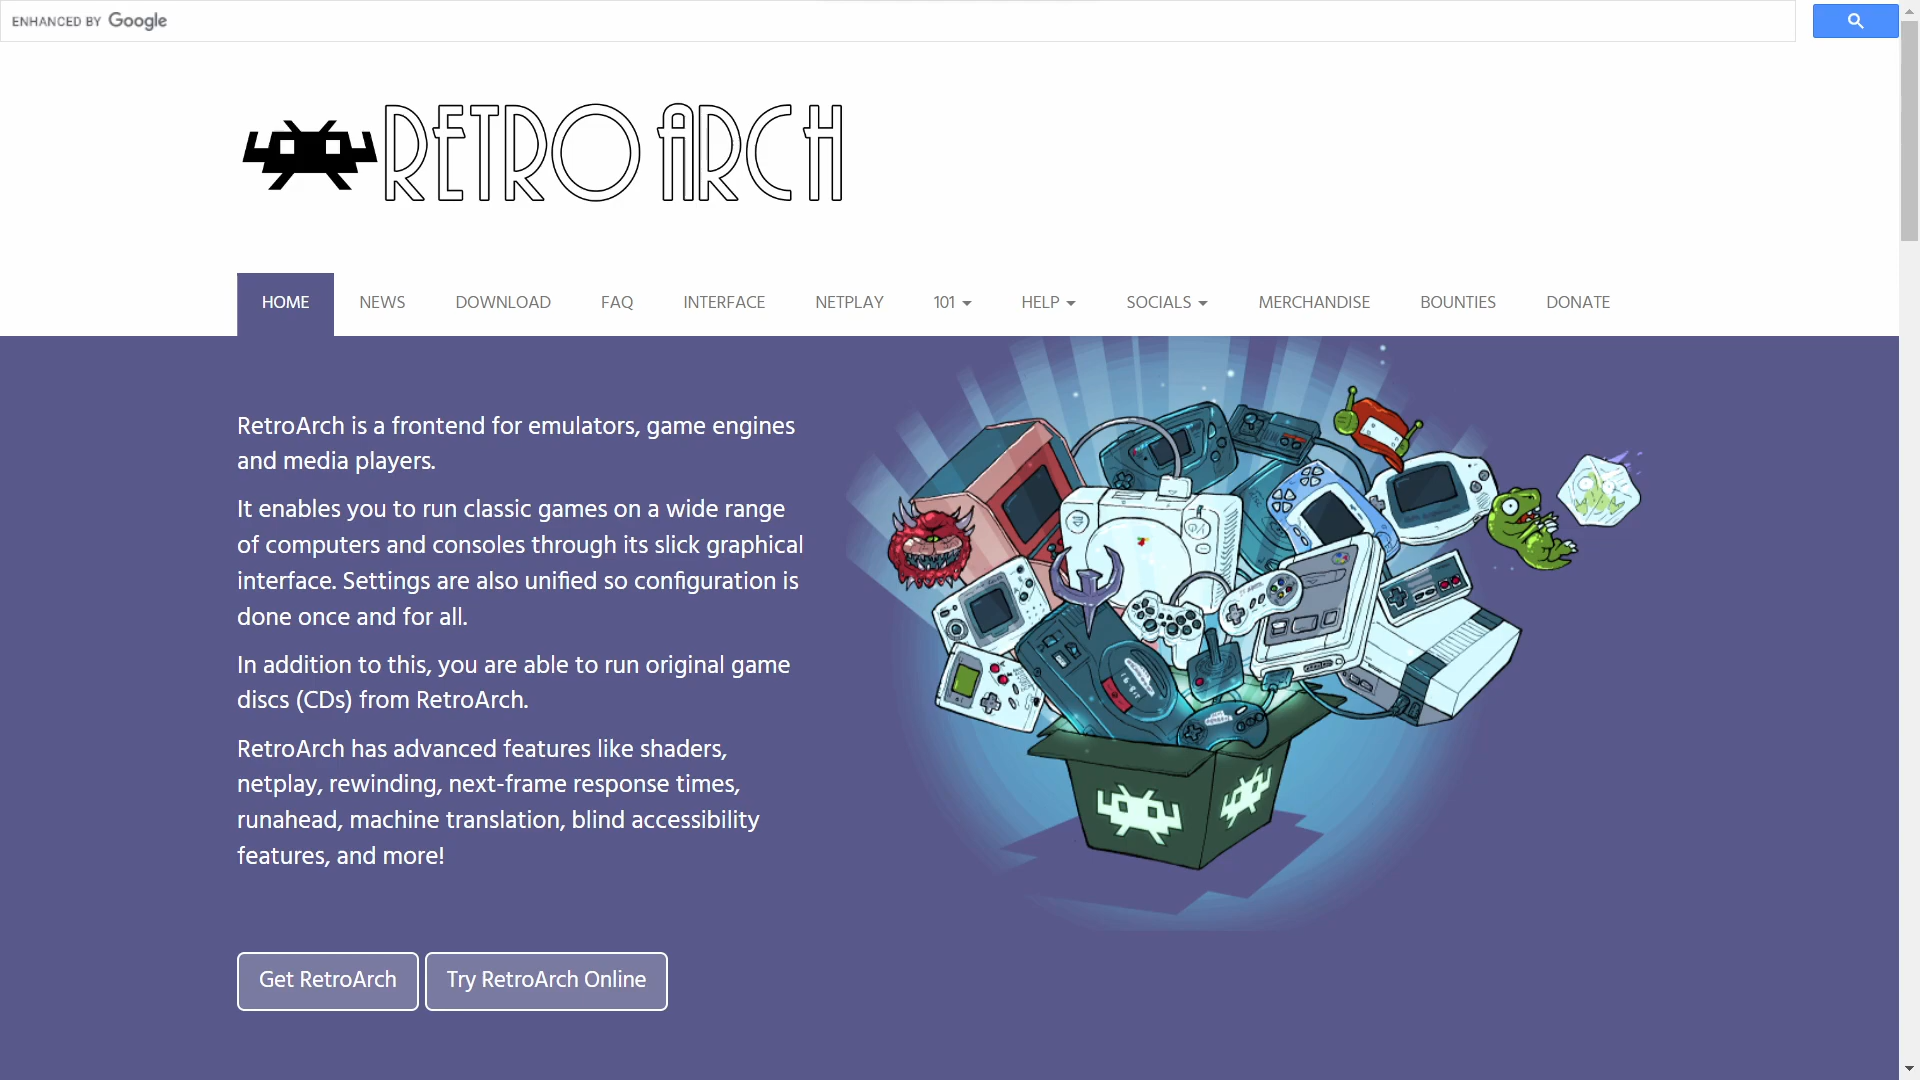 ENHANCED BY Google
RETROARCH
HOME NEWS DOWNLOAD FAQ INTERFACE NETPLAY 101 HELP SOCIALS MERCHANDISE BOUNTIES DONATE
RetroArch is a frontend for emulators, game engines
and media players.
It enables you to run classic games on a wide range
of computers and consoles through its slick graphical
interface. Settings are also unified so configuration is
done once and for all.
In addition to this, you are able to run original game
discs (CDs) from RetroArch.
RetroArch has advanced features like shaders,
netplay, rewinding, next-frame response times,
runahead, machine translation, blind accessibility
features, and more!
16-BIT
Get RetroArch Try RetroArch Online